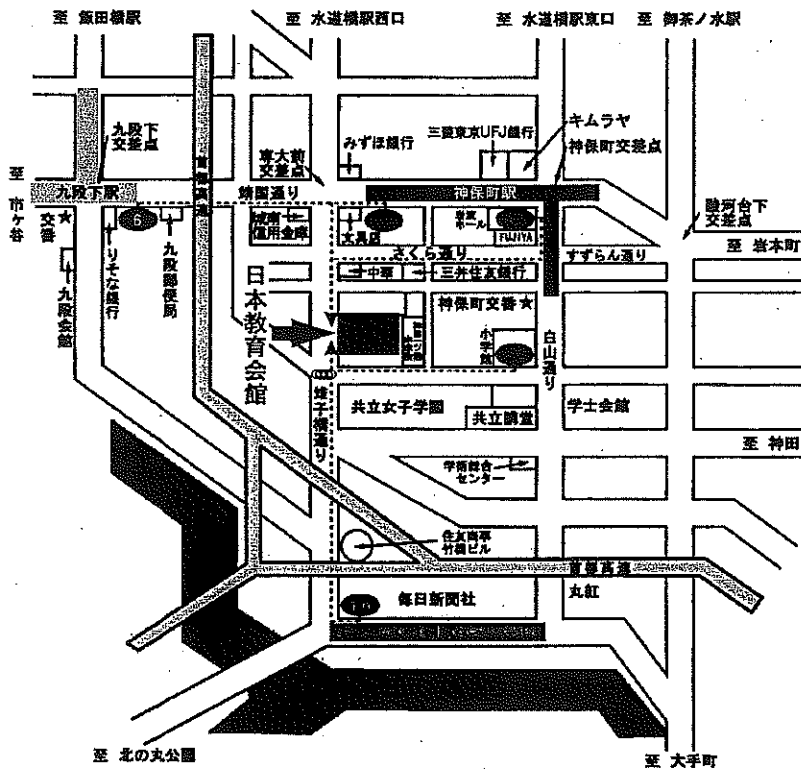 至 飯田橋駅
至 水道橋駅西口
至 水道橋駅東口
至 御茶ノ水駅
九段下
交差点
首都高速
専大前
交差点
みずほ銀行
三菱東京UFJ銀行
キムラヤ
神保町交差点
至 市ヶ谷
九段下駅
靖国通り
神保町駅
駿河台下
交差点
交番★
6
城南
信用金庫
文具店
岩波
ホール
FUJIYA
さくら通り
すずらん通り
至 岩本町
九段会館
りそな銀行
九段郵便局
中華
三井住友銀行
日本教育会館
神保町交番★
小学館
白山通り
雉子橋通り
共立女子学園
共立講堂
学士会館
至 神田
学術総合
センター
住友商事
竹橋ビル
首都高速
丸紅
毎日新聞社
至 北の丸公園
至 大手町